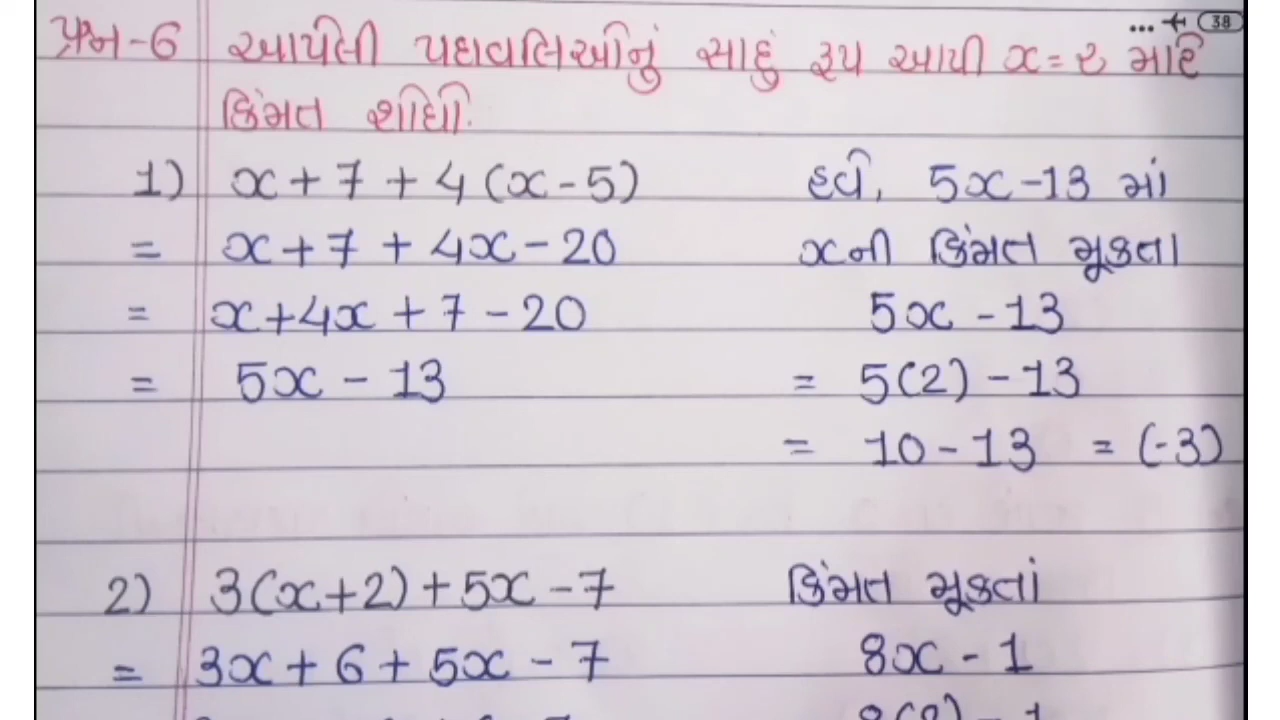 ... 38
પ્રશ્ન-6 આપેલી પદાવલિઓનું સાદું રૂપ આપી x = ૨ માટે
કિંમત શોધો.
1) x + 7 + 4 (x - 5)
= x + 7 + 4x - 20
= x + 4x + 7 - 20
= 5x - 13
હવે, 5x - 13 માં
x ની કિંમત મૂકતા
5x - 13
= 5(2) - 13
= 10 - 13 = (-3)
2) 3(x + 2) + 5x - 7
= 3x + 6 + 5x - 7
કિંમત મૂકતાં
8x - 1